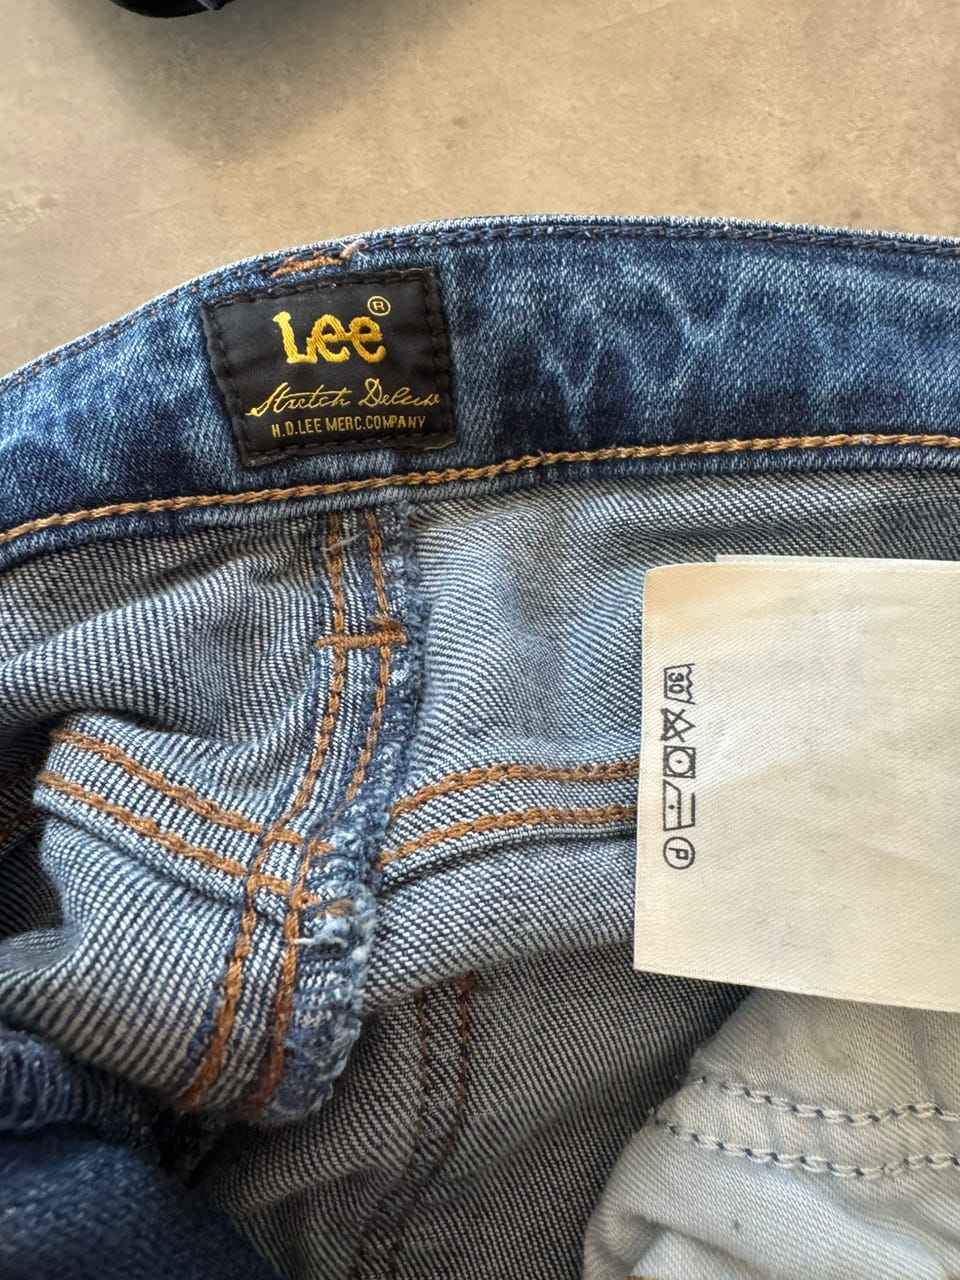 Lee®
Stretch Deluxe
H.D.LEE MERC.COMPANY
30
P